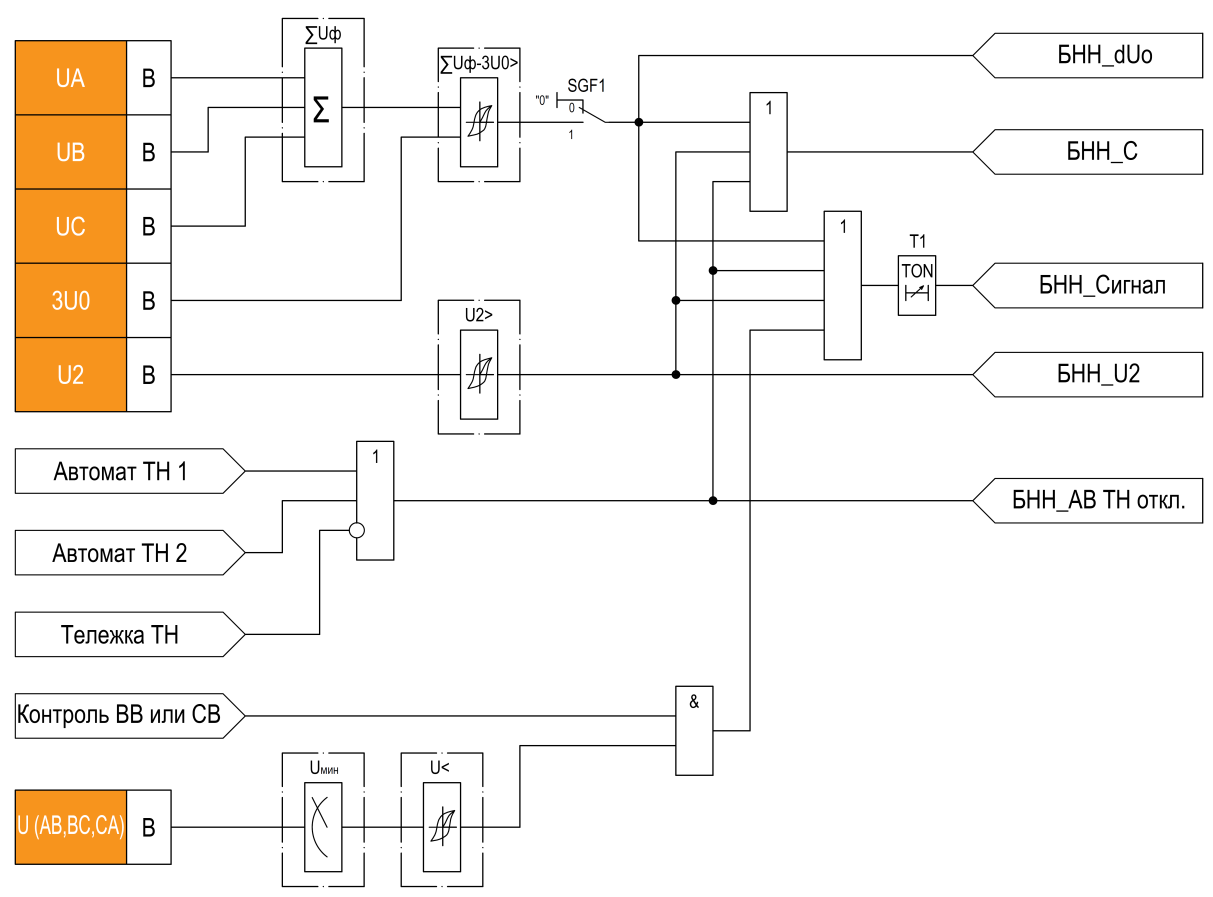 ∑Uф
UA B
∑
∑Uф-3U0>
SGF1
"0" 0
1
БНН_dUo
UB B
1
БНН_C
UC B
1
T1
TON
БНН_Сигнал
3U0 B
U2>
U2 B
БНН_U2
Автомат ТН 1
1
БНН_АВ ТН откл.
Автомат ТН 2
Тележка ТН
Контроль ВВ или СВ
&
Uмин
U<
U (AB,BC,CA) B